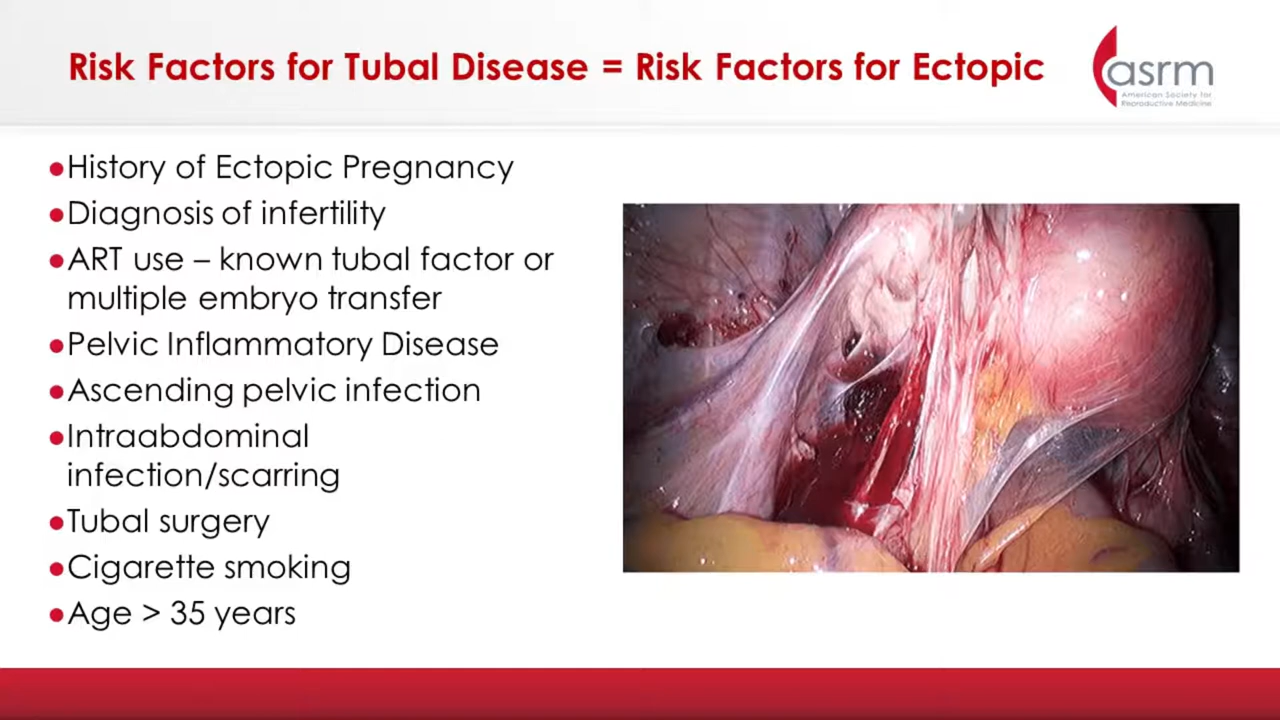 Risk Factors for Tubal Disease = Risk Factors for Ectopic
asrm
American Society for
Reproductive Medicine
●History of Ectopic Pregnancy
●Diagnosis of infertility
●ART use – known tubal factor or
multiple embryo transfer
●Pelvic Inflammatory Disease
●Ascending pelvic infection
●Intraabdominal
infection/scarring
●Tubal surgery
●Cigarette smoking
●Age > 35 years